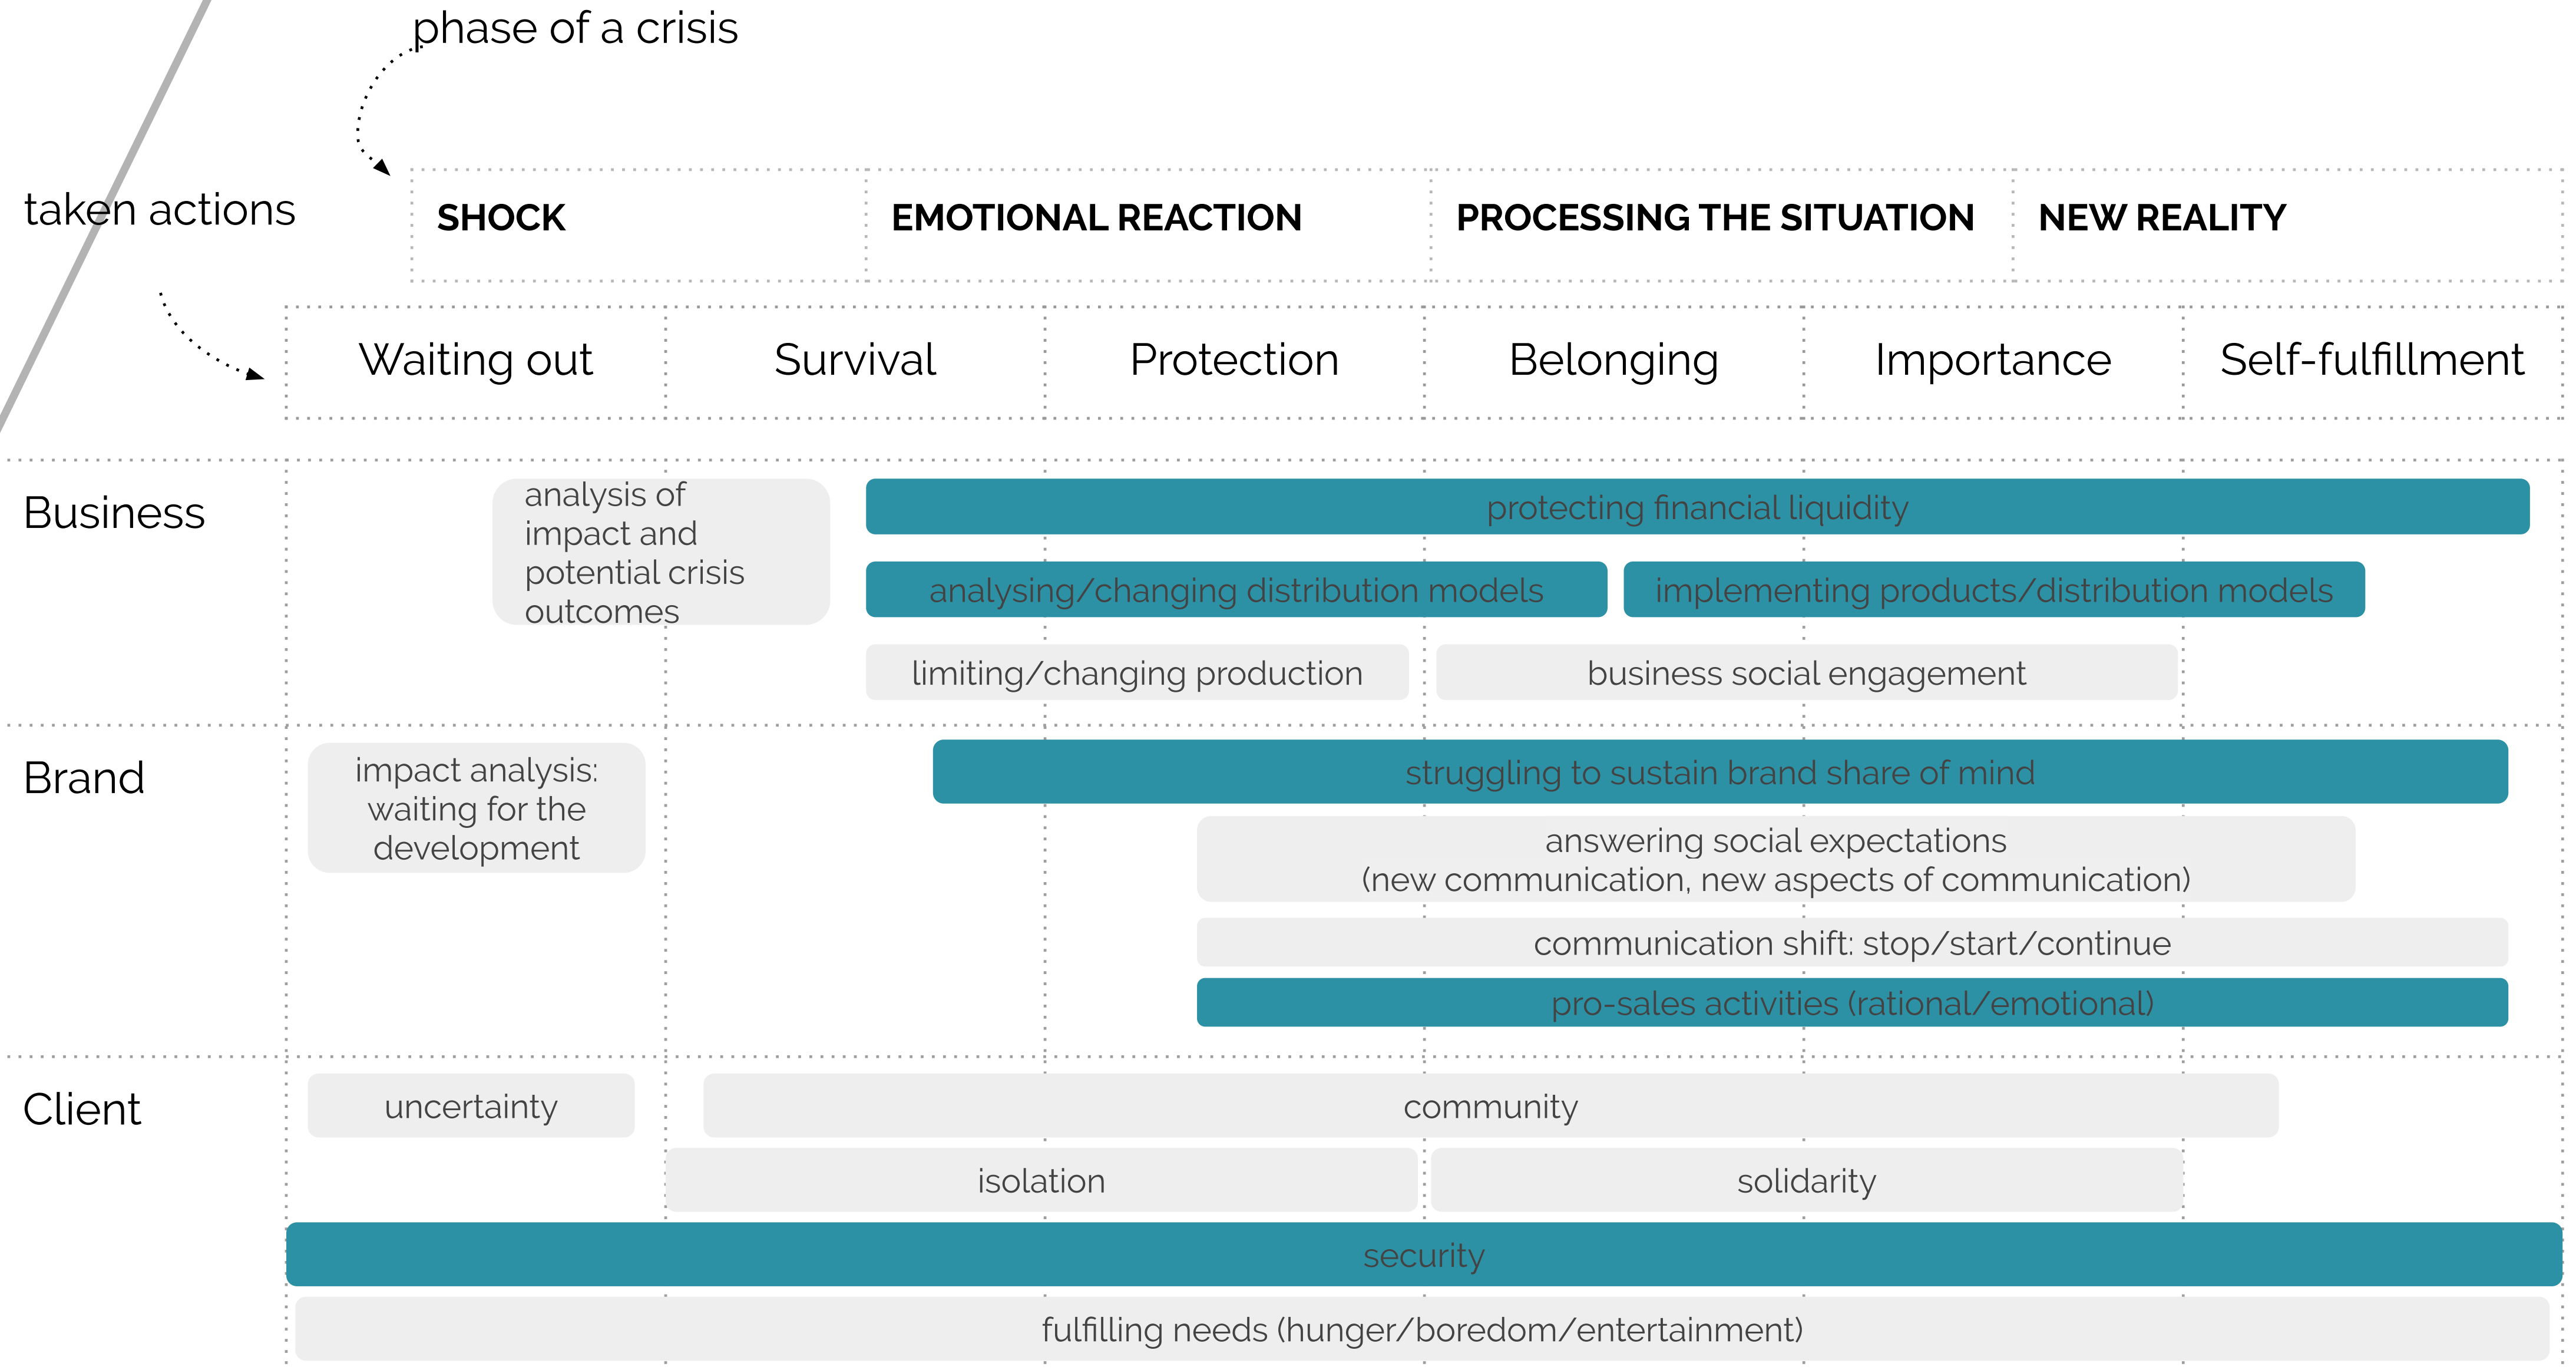 phase of a crisis
taken actions
SHOCK
EMOTIONAL REACTION
PROCESSING THE SITUATION
NEW REALITY
Waiting out
Survival
Protection
Belonging
Importance
Self-fulfillment
Business
analysis of
impact and
potential crisis
outcomes
protecting financial liquidity
analysing/changing distribution models
implementing products/distribution models
limiting/changing production
business social engagement
Brand
impact analysis:
waiting for the
development
struggling to sustain brand share of mind
answering social expectations
(new communication, new aspects of communication)
communication shift: stop/start/continue
pro-sales activities (rational/emotional)
Client
uncertainty
community
isolation
solidarity
security
fulfilling needs (hunger/boredom/entertainment)